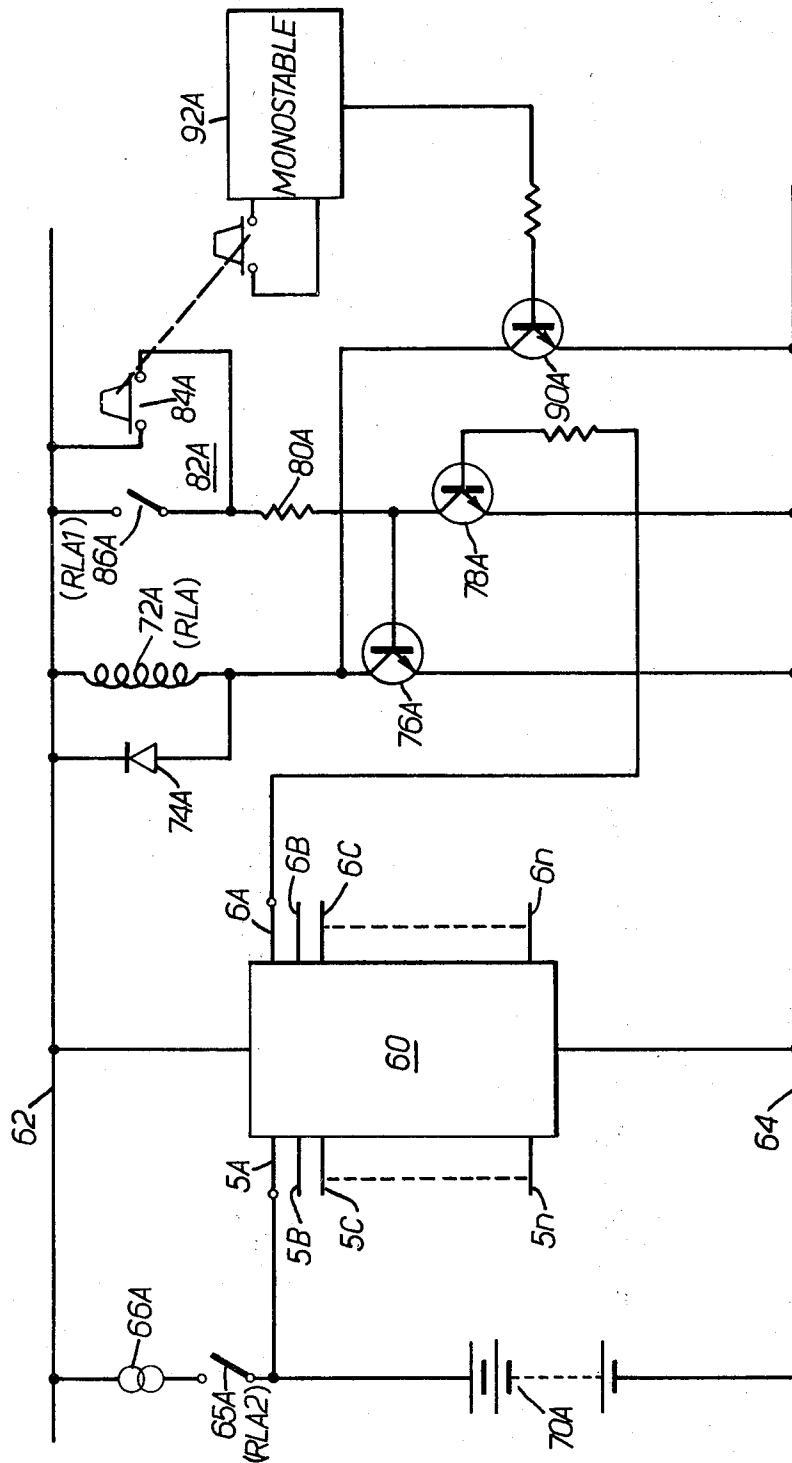 62
66A
65A
(RLA2)
70A
5A
5B
5C
5n
60
6A
6B
6C
6n
64
74A
72A
(RLA)
76A
(RLA1)
86A
82A
84A
80A
78A
90A
92A
MONOSTABLE